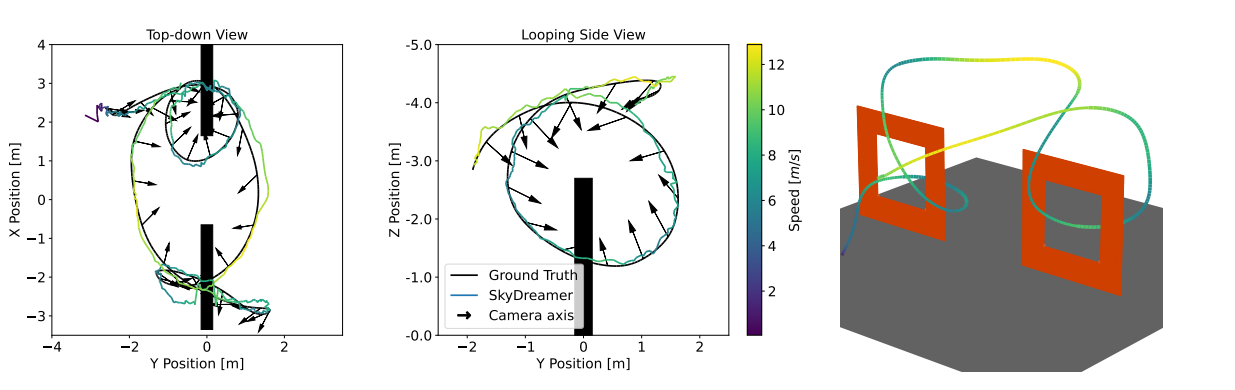 Top-down View
4
3
2
1
0
−1
−2
−3
X Position [m]
−4
−2
0
2
Y Position [m]
Looping Side View
-5.0
-4.0
-3.0
-2.0
-1.0
-0.0
Z Position [m]
Ground Truth
SkyDreamer
Camera axis
−2
−1
0
1
2
Y Position [m]
12
10
8
6
4
2
Speed [m/s]